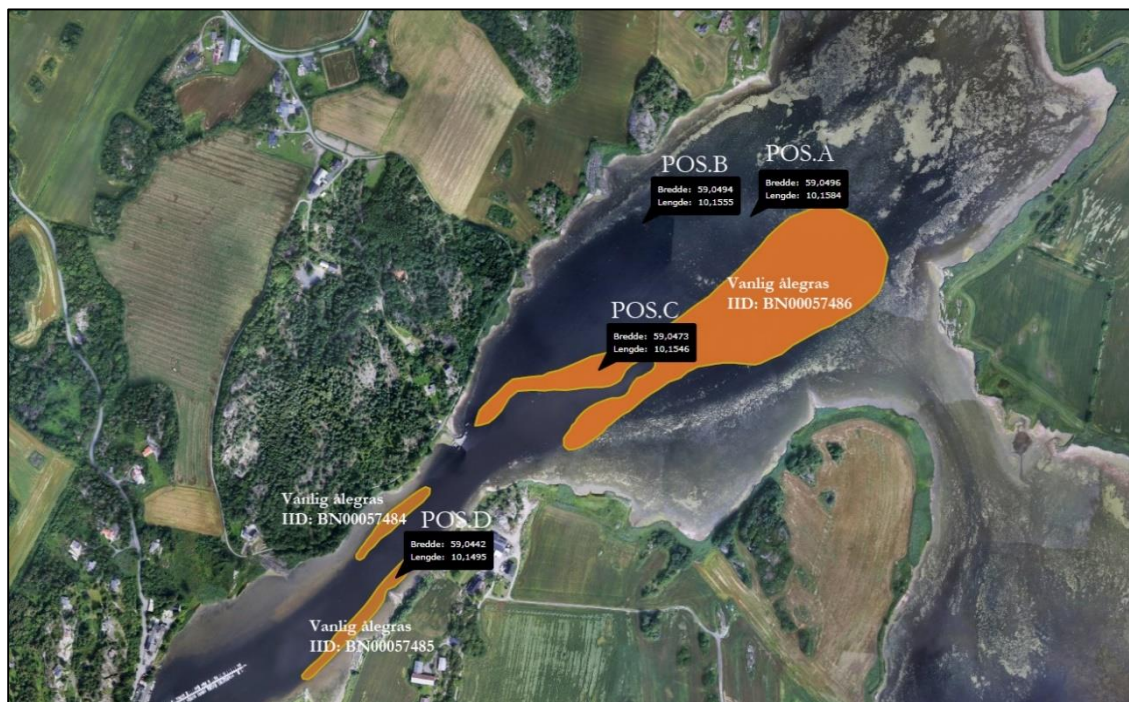 POS.B
Bredde: 59,0494
Lengde: 10,1555
POS.A
Bredde: 59,0496
Lengde: 10,1584
Vanlig ålegras
IID: BN00057486
POS.C
Bredde: 59,0473
Lengde: 10,1546
Vanlig ålegras
IID: BN00057484
POS.D
Bredde: 59,0442
Lengde: 10,1495
Vanlig ålegras
IID: BN00057485